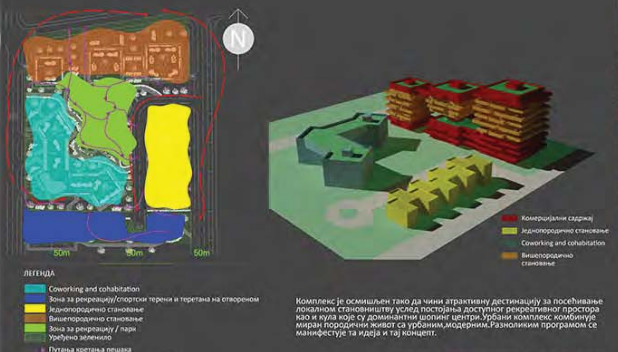 N
50m 50m 50m
ЛЕГЕНДА
Coworking and cohabitation
Зона за рекреацију/спортски терени и теретана на отвореном
Једнопородично становање
Вишепородично становање
Зона за рекреацију / парк
Уређено зеленило
Путања кретања пешака
Комерцијални садржај
Једнопородично становање
Coworking and cohabitation
Вишепородично
становање
Комплекс је осмишљен тако да чини атрактивну дестинацију за посећивање
локалном становништву услед постојања доступног рекреативног простора
као и кула које су доминантни шопинг центри.Урбани комплекс комбинује
миран породични живот са урбаним,модерним.Разноликим програмом се
манифестује та идеја и тај концепт.